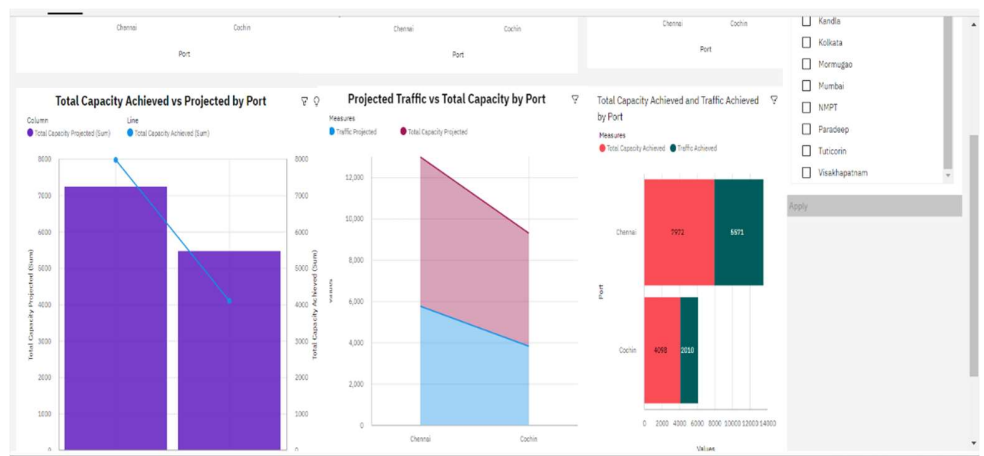 Chennai
Cochin
Port
Chennai
Cochin
Port
Chennai
Cochin
Port
Kandla
Kolkata
Mormugao
Mumbai
NMPT
Paradeep
Tuticorin
Visakhapatnam
Apply
Total Capacity Achieved vs Projected by Port
Column
Line
Total Capacity Projected (Sum)
Total Capacity Achieved (Sum)
8000
7000
6000
5000
4000
3000
2000
1000
0
Total Capacity Projected (Sum)
8000
7000
6000
5000
4000
3000
2000
1000
0
Total Capacity Achieved (Sum)
Projected Traffic vs Total Capacity by Port
Measures
Traffic Projected
Total Capacity Projected
12,000
10,000
8,000
6,000
4,000
2,000
0
Values
Chennai
Cochin
Total Capacity Achieved and Traffic Achieved
by Port
Measures
Total Capacity Achieved
Traffic Achieved
Port
Chennai
7972
5571
Cochin
4098
2010
0 2000 4000 6000 8000 10000 12000 14000
Values